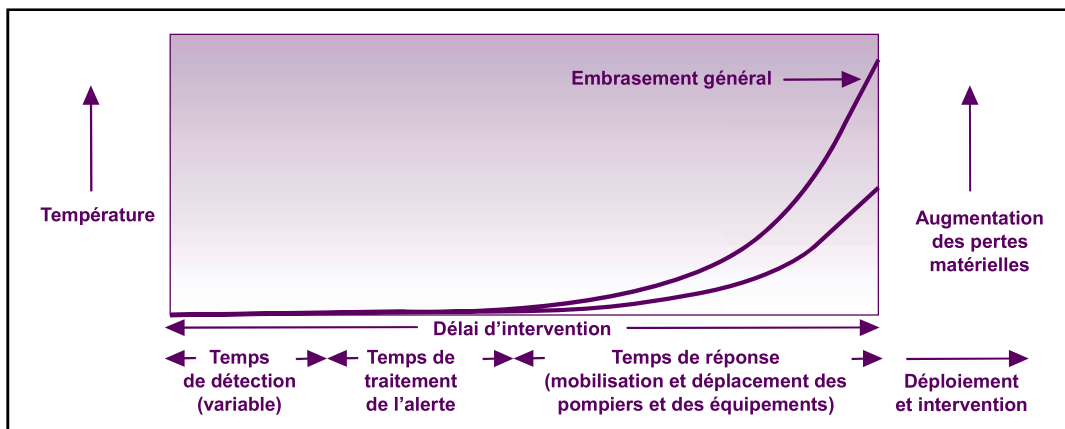 Embrasement général
Température
Augmentation
des pertes
matérielles
Délai d’intervention
Temps
de détection
(variable)
Temps de
traitement
de l’alerte
Temps de réponse
(mobilisation et déplacement des
pompiers et des équipements)
Déploiement
et intervention